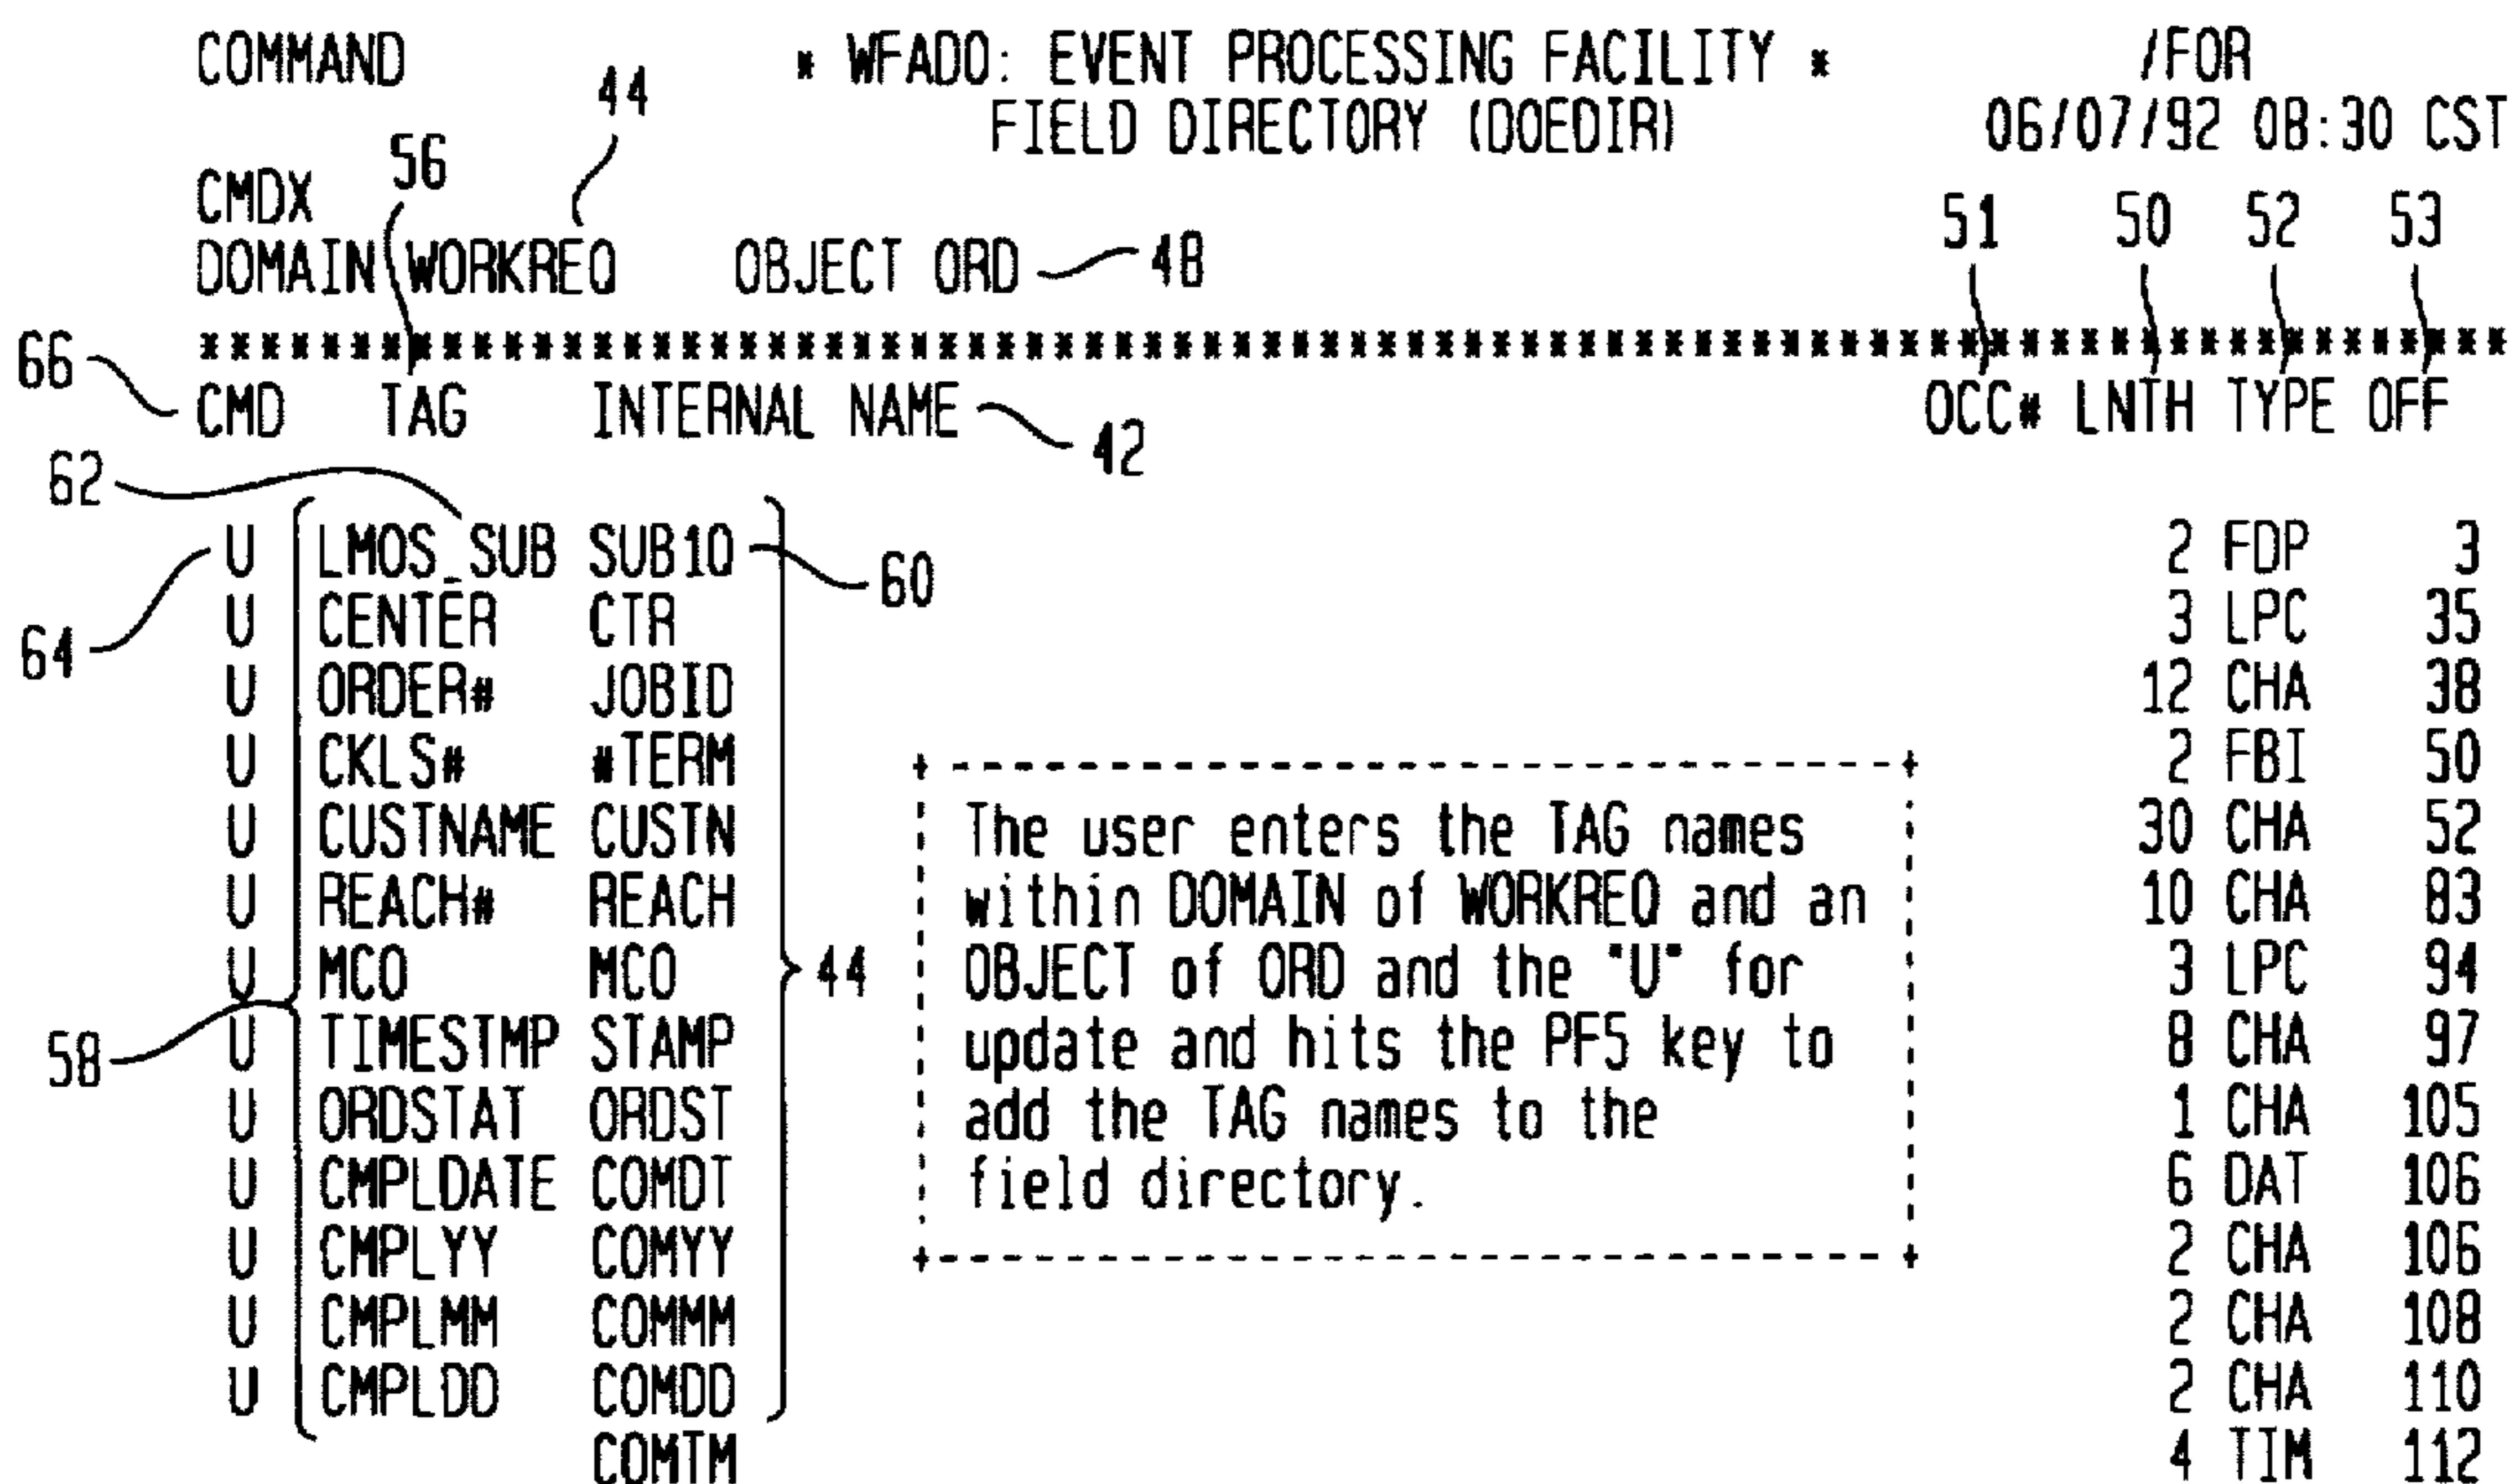 COMMAND * WFADO: EVENT PROCESSING FACILITY * /FOR
44 FIELD DIRECTORY (DOEDIR) 06/07/92 08:30 CST
56
CMDX 51 50 52 53
DOMAIN WORKREQ OBJECT ORD 48
* * * * * * * * * * * * * * * * * * * * * * * * * * * * * * * * * * * * * * * * * * * * * * * * * * * * * * * * * * * * * * * * * * * * * * * * * * * * *
66 CMD TAG INTERNAL NAME 42 OCC# LNTH TYPE OFF
62
U LMOS_SUB SUB10 60 2 FDP 3
64 U CENTER CTR 3 LPC 35
U ORDER# JOBID 12 CHA 38
U CKLS# #TERM 2 FBI 50
U CUSTNAME CUSTN The user enters the TAG names 30 CHA 52
U REACH# REACH within DOMAIN of WORKREQ and an 10 CHA 83
U MCO MCO 44 OBJECT of ORD and the "U" for 3 LPC 94
58 U TIMESTMP STAMP update and hits the PF5 key to 8 CHA 97
U ORDSTAT ORDST add the TAG names to the 1 CHA 105
U CMPLDATE COMDT field directory. 6 DAT 106
U CMPLYY COMYY 2 CHA 106
U CMPLMM COMMM 2 CHA 108
U CMPLDD COMDD 2 CHA 110
COMTM 4 TIM 112